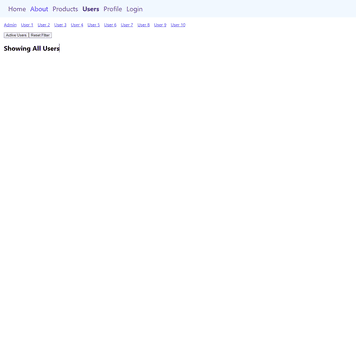 Home About Products Users Profile Login
Admin User 1 User 2 User 3 User 4 User 5 User 6 User 7 User 8 User 9 User 10
Active Users Reset Filter
Showing All Users